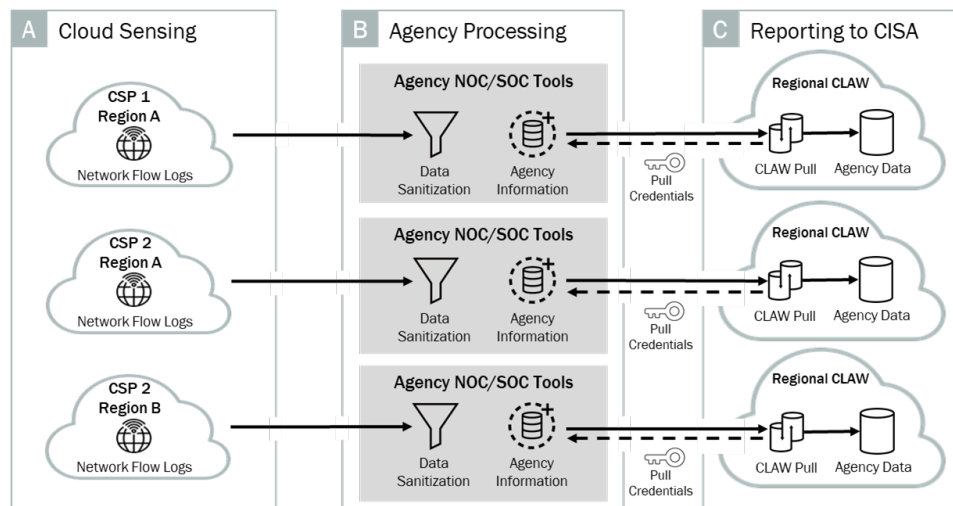 A Cloud Sensing
B Agency Processing
C Reporting to CISA
CSP 1
Region A
Network Flow Logs
Agency NOC/SOC Tools
Data
Sanitization
Agency
Information
Pull
Credentials
Regional CLAW
CLAW Pull
Agency Data
CSP 2
Region A
Network Flow Logs
Agency NOC/SOC Tools
Data
Sanitization
Agency
Information
Pull
Credentials
Regional CLAW
CLAW Pull
Agency Data
CSP 2
Region B
Network Flow Logs
Agency NOC/SOC Tools
Data
Sanitization
Agency
Information
Pull
Credentials
Regional CLAW
CLAW Pull
Agency Data